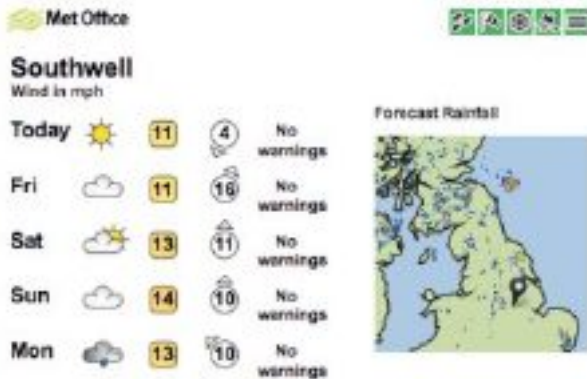 Met Office
Southwell
Wind in mph
Today 11 4 No warnings
Fri 11 16 No warnings
Sat 13 11 No warnings
Sun 14 10 No warnings
Mon 13 10 No warnings
Forecast Rainfall